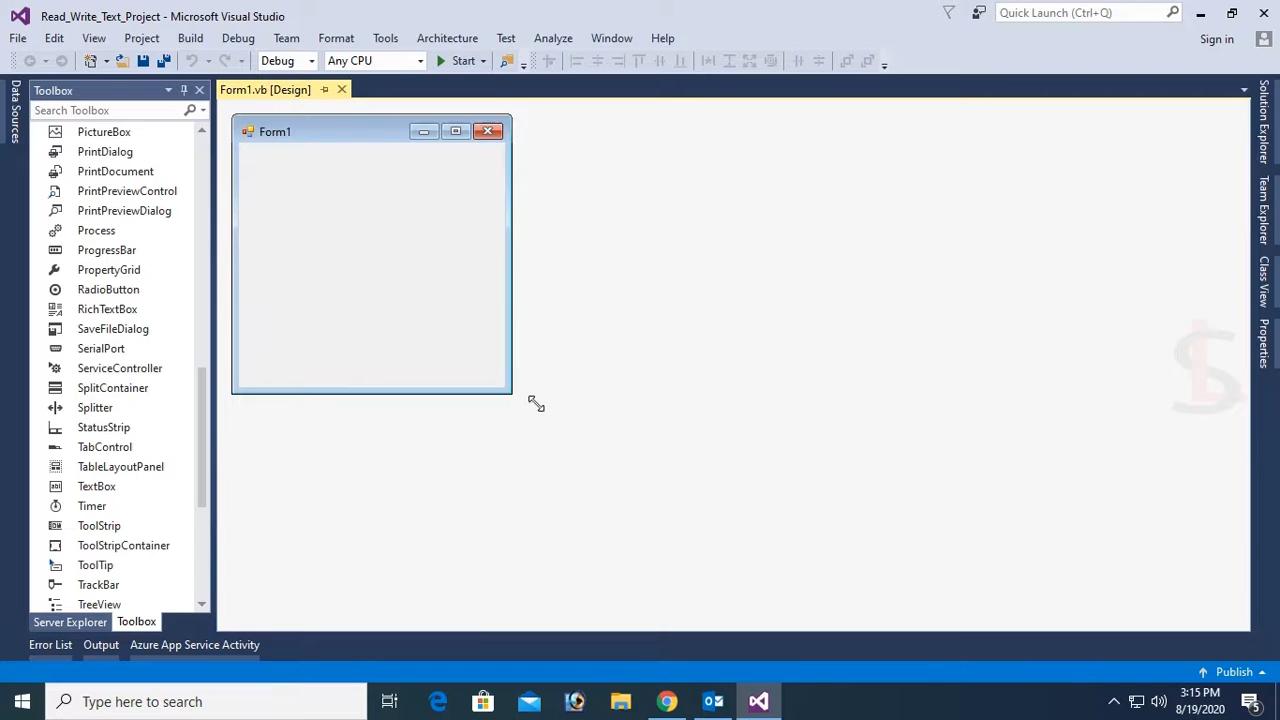 Read_Write_Text_Project - Microsoft Visual Studio
Quick Launch (Ctrl+Q)
File Edit View Project Build Debug Team Format Tools Architecture Test Analyze Window Help
Sign in
Debug
Any CPU
Start
Toolbox
Form1.vb [Design]
Search Toolbox
Data Sources
Form1
PictureBox
PrintDialog
PrintDocument
PrintPreviewControl
PrintPreviewDialog
Process
ProgressBar
PropertyGrid
RadioButton
RichTextBox
SaveFileDialog
SerialPort
ServiceController
SplitContainer
Splitter
StatusStrip
TabControl
TableLayoutPanel
TextBox
Timer
ToolStrip
ToolStripContainer
ToolTip
TrackBar
TreeView
Solution Explorer
Team Explorer
Class View
Properties
Server Explorer
Toolbox
Error List
Output
Azure App Service Activity
Publish
Type here to search
3:15 PM
8/19/2020
5